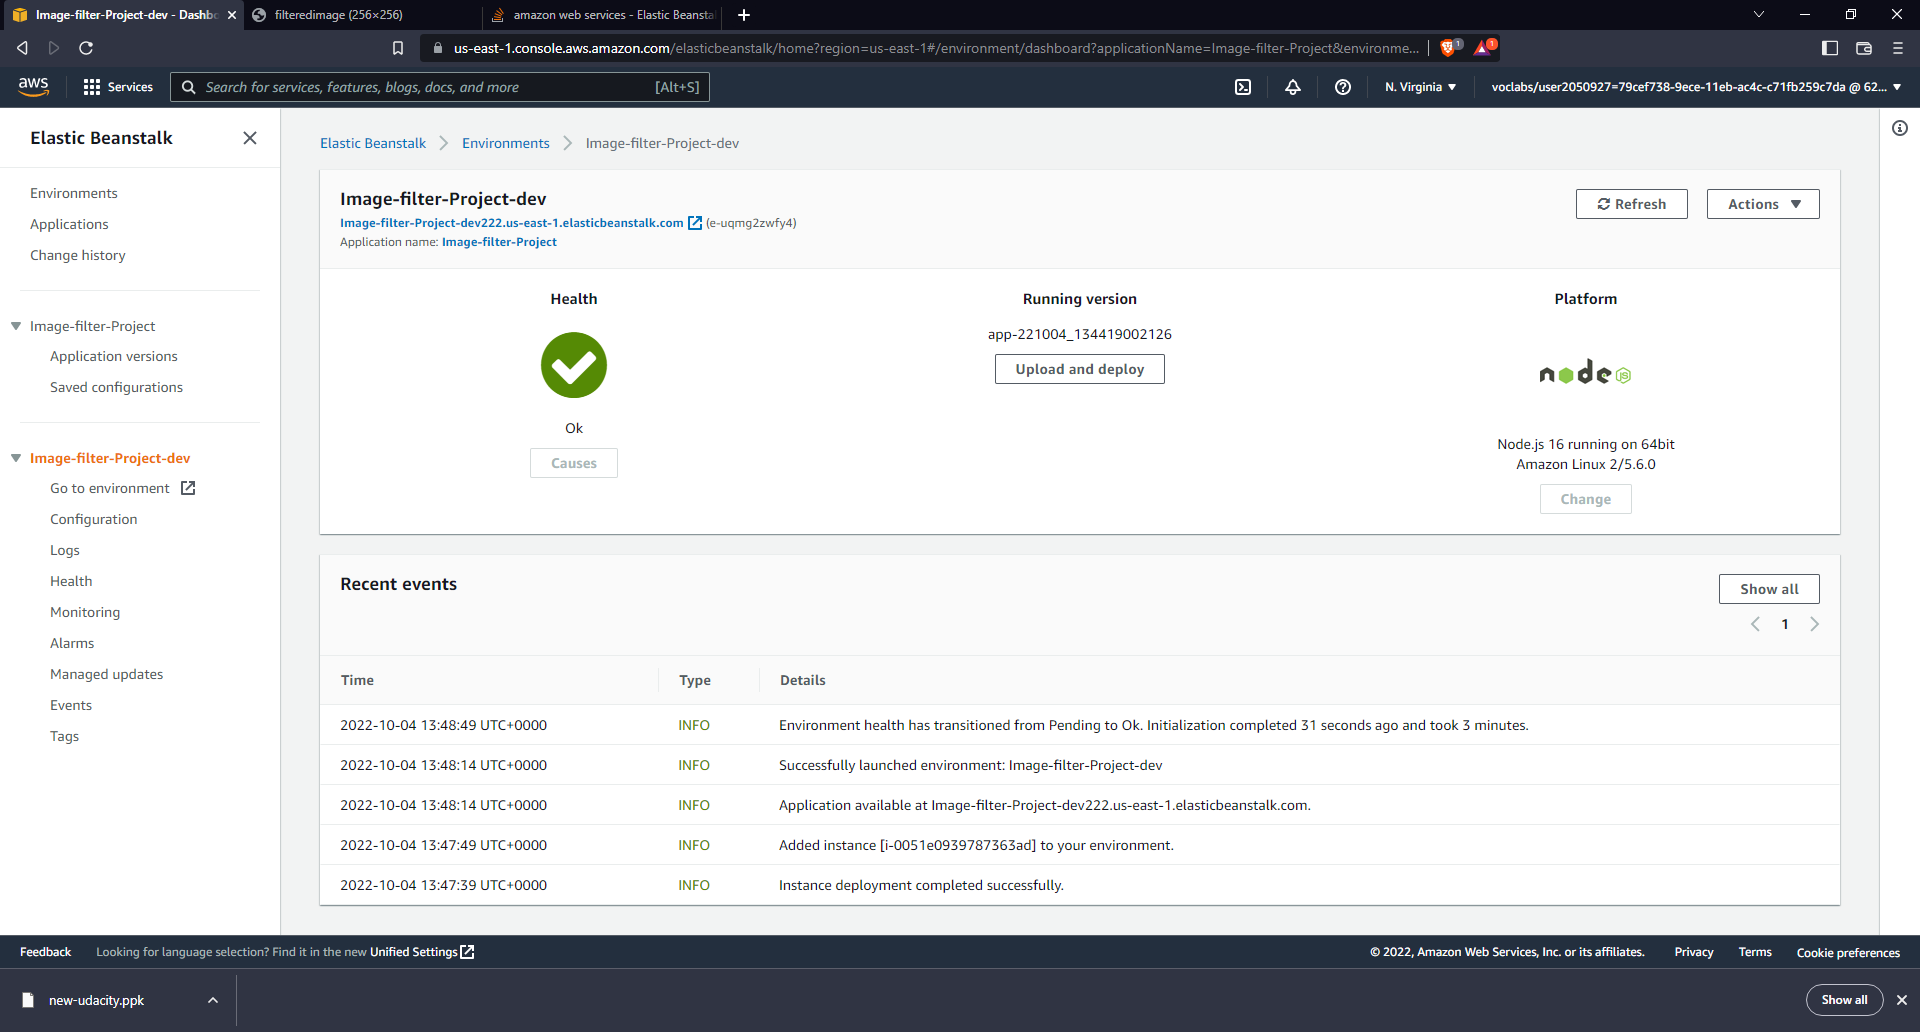 Image-filter-Project-dev - Dashbo
filteredimage (256×256)
amazon web services - Elastic Beansta
us-east-1.console.aws.amazon.com/elasticbeanstalk/home?region=us-east-1#/environment/dashboard?applicationName=Image-filter-Project&environme...
1
1
aws
Services
Search for services, features, blogs, docs, and more
[Alt+S]
N. Virginia
voclabs/user2050927=79cef738-9ece-11eb-ac4c-c71fb259c7da @ 62...
Elastic Beanstalk
Environments
Applications
Change history
Image-filter-Project
Application versions
Saved configurations
Image-filter-Project-dev
Go to environment
Configuration
Logs
Health
Monitoring
Alarms
Managed updates
Events
Tags
Elastic Beanstalk
Environments
Image-filter-Project-dev
Image-filter-Project-dev
Image-filter-Project-dev222.us-east-1.elasticbeanstalk.com (e-uqmg2zwfy4)
Application name: Image-filter-Project
Refresh
Actions
Health
Ok
Causes
Running version
app-221004_134419002126
Upload and deploy
Platform
node JS
Node.js 16 running on 64bit
Amazon Linux 2/5.6.0
Change
Recent events
Show all
1
Time Type Details
2022-10-04 13:48:49 UTC+0000 INFO Environment health has transitioned from Pending to Ok. Initialization completed 31 seconds ago and took 3 minutes.
2022-10-04 13:48:14 UTC+0000 INFO Successfully launched environment: Image-filter-Project-dev
2022-10-04 13:48:14 UTC+0000 INFO Application available at Image-filter-Project-dev222.us-east-1.elasticbeanstalk.com.
2022-10-04 13:47:49 UTC+0000 INFO Added instance [i-0051e0939787363ad] to your environment.
2022-10-04 13:47:39 UTC+0000 INFO Instance deployment completed successfully.
Feedback
Looking for language selection? Find it in the new Unified Settings
© 2022, Amazon Web Services, Inc. or its affiliates.
Privacy
Terms
Cookie preferences
new-udacity.ppk
Show all